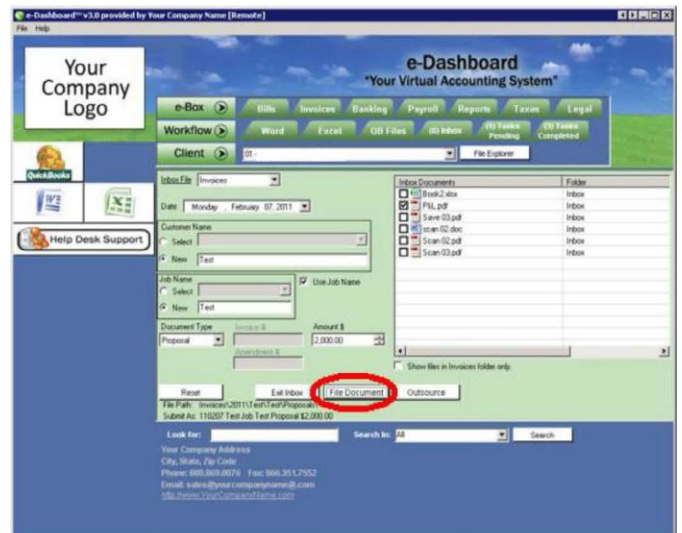 e-Dashboard™ v3.0 provided by Your Company Name [Remote]
File Help
Your Company Logo
e-Dashboard
"Your Virtual Accounting System"
e-Box Bills Invoices Banking Payroll Reports Taxes Legal
Workflow Word Excel QB Files (6) Inbox (1) Tasks Pending (3) Tasks Completed
Client 01 - File Explorer
QuickBooks
Help Desk Support
Inbox File Invoices
Date Monday , February 07, 2011
Customer Name
Select
New Test
Job Name Use Job Name
Select
New Test
Document Type Invoice # Amount $
Proposal 2,000.00
Amendment #
Inbox Documents Folder
Book2.xlsx Inbox
P&L.pdf Inbox
Save 03.pdf Inbox
scan 02.doc Inbox
Scan 02.pdf Inbox
Scan 03.pdf Inbox
Show files in Invoices folder only.
Reset Exit Inbox File Document Outsource
File Path: Invoices\2011\Test\Test\Proposals\
Submit As: 110207 Test Job Test Proposal $2,000.00
Look for: Search In: All Search
Your Company Address
City, State, Zip Code
Phone: 888.869.0076 Fax: 866.351.7552
Email: sales@yourcompanyname@.com
http://www.YourCompanyName.com